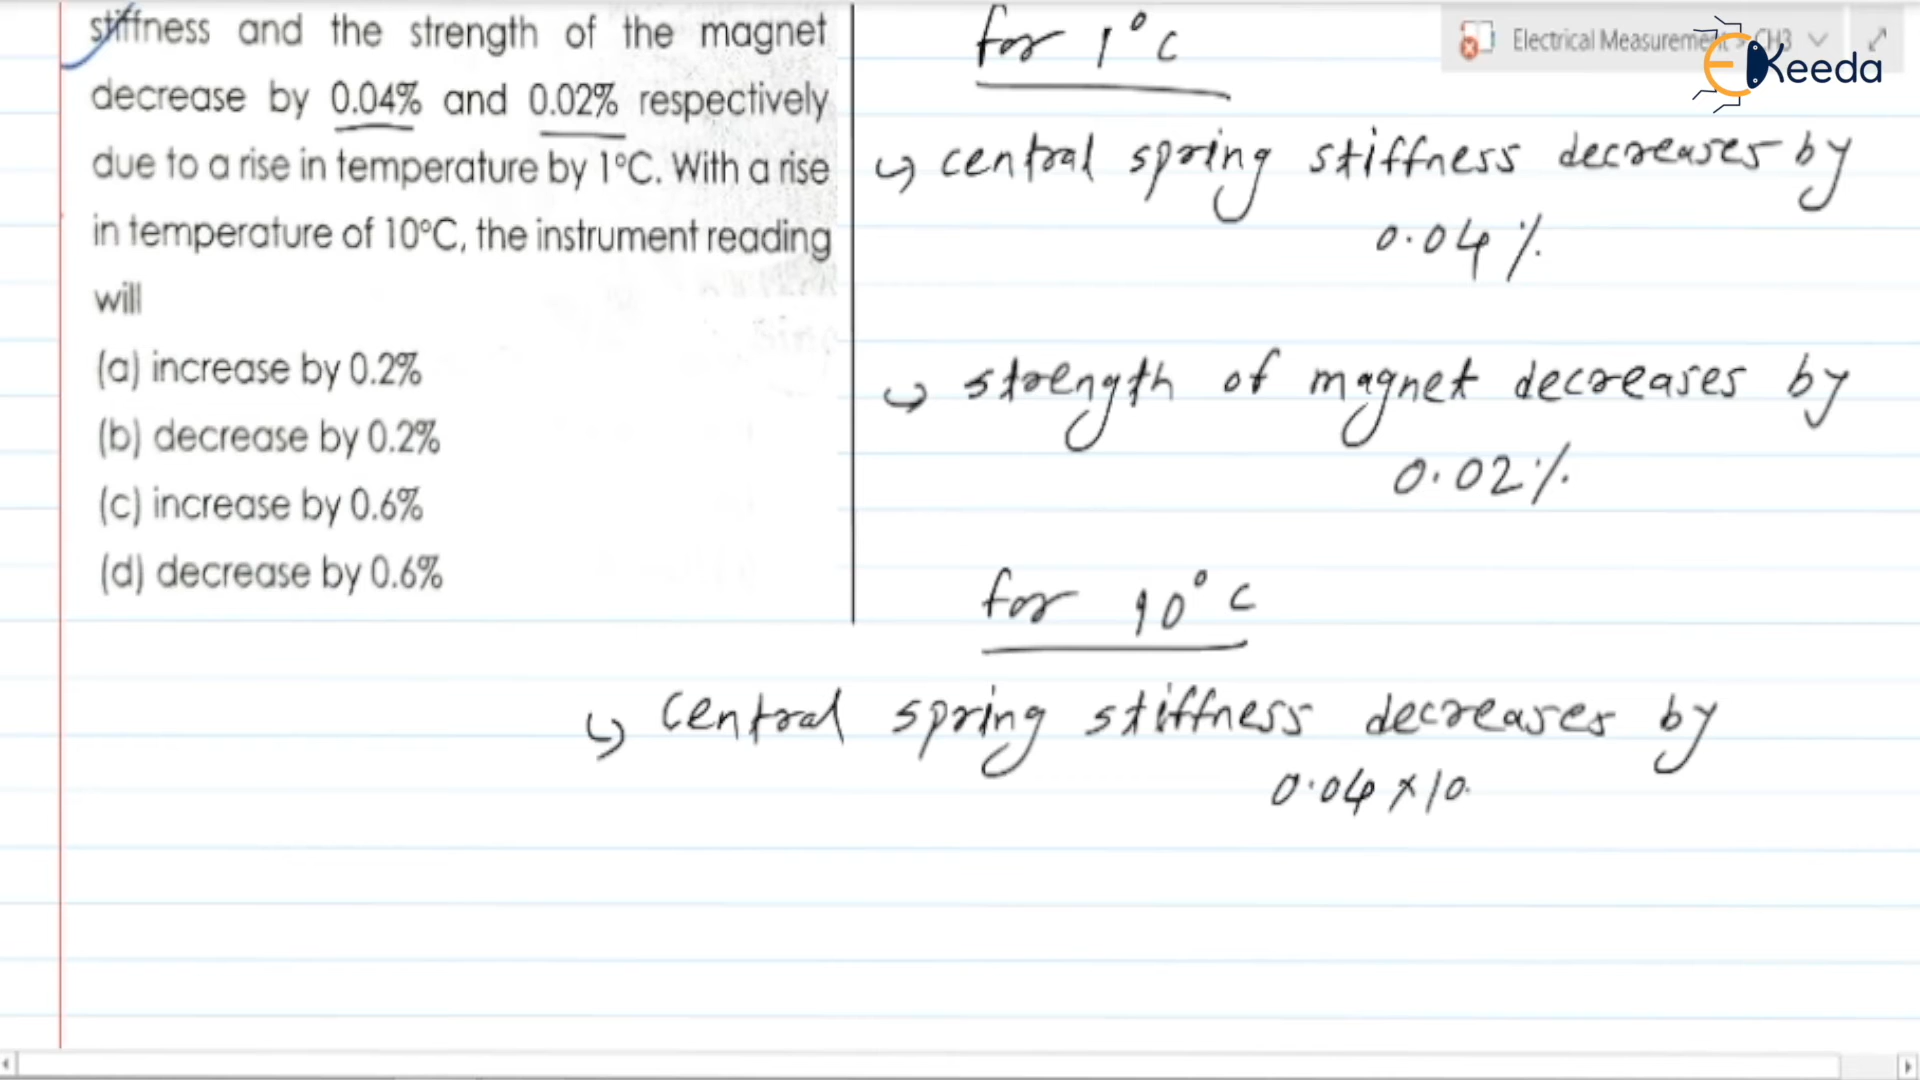 stiffness and the strength of the magnet
decrease by 0.04% and 0.02% respectively
due to a rise in temperature by 1°C. With a rise
in temperature of 10°C, the instrument reading
will
(a) increase by 0.2%
(b) decrease by 0.2%
(c) increase by 0.6%
(d) decrease by 0.6%
for 1°C
central spring stiffness decreases by
0.04%
strength of magnet decreases by
0.02%
for 10°C
central spring stiffness decreases by
0.04 × 10
Electrical Measurement > CH3
EKeeda